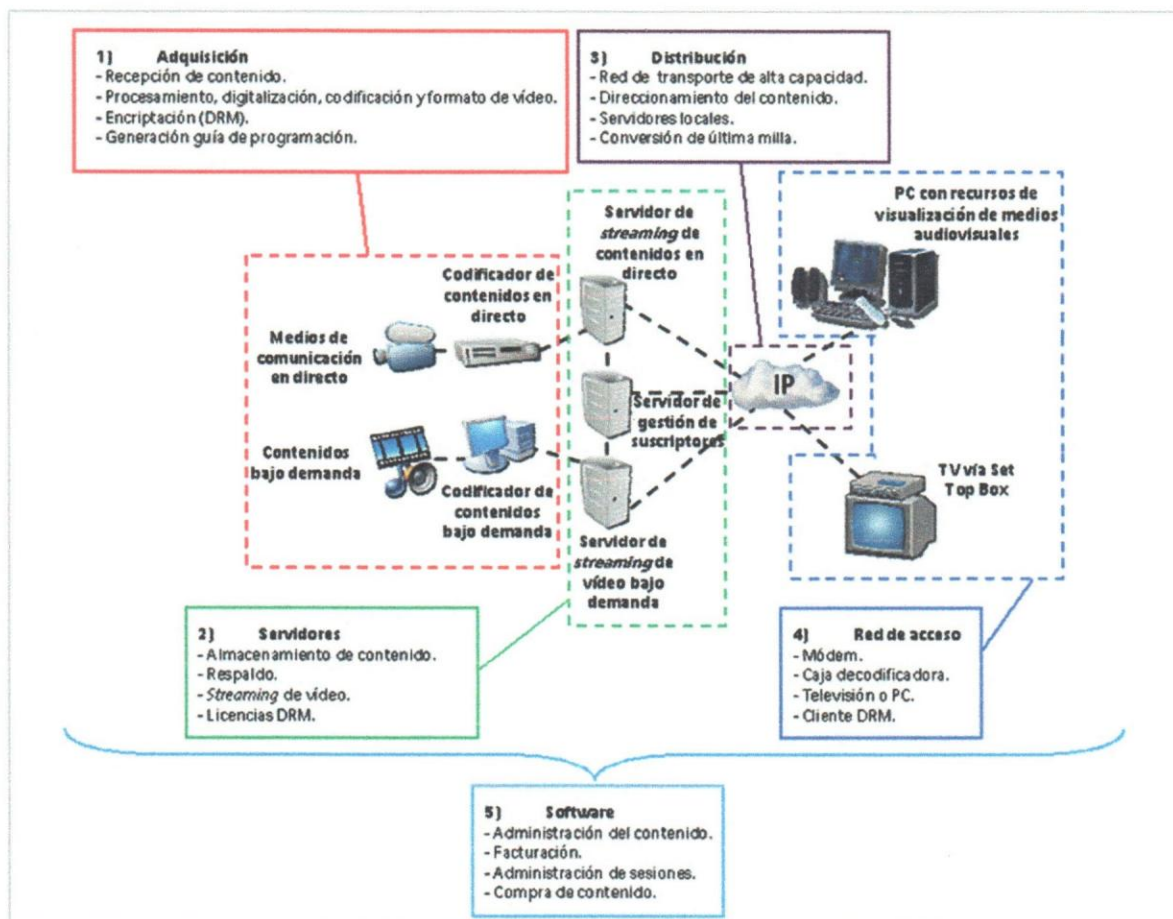 1) Adquisición
- Recepción de contenido.
- Procesamiento, digitalización, codificación y formato de vídeo.
- Encriptación (DRM).
- Generación guía de programación.
3) Distribución
- Red de transporte de alta capacidad.
- Direccionamiento del contenido.
- Servidores locales.
- Conversión de última milla.
Servidor de
streaming de
contenidos en
directo
PC con recursos de
visualización de medios
audiovisuales
Codificador de
contenidos en
directo
Medios de
comunicación
en directo
IP
Servidor de
gestión de
suscriptores
Contenidos
bajo demanda
Codificador de
contenidos
bajo demanda
TV vía Set
Top Box
Servidor de
streaming de
vídeo bajo
demanda
2) Servidores
- Almacenamiento de contenido.
- Respaldo.
- Streaming de vídeo.
- Licencias DRM.
4) Red de acceso
- Módem.
- Caja decodificadora.
- Televisión o PC.
- Cliente DRM.
5) Software
- Administración del contenido.
- Facturación.
- Administración de sesiones.
- Compra de contenido.